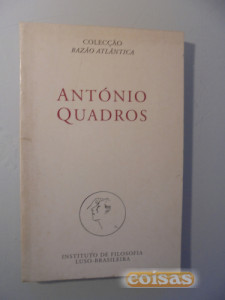 COLECÇÃO
RAZÃO ATLÂNTICA
ANTÓNIO
QUADROS
INSTITUTO DE FILOSOFIA
LUSO-BRASILEIRA
coisas